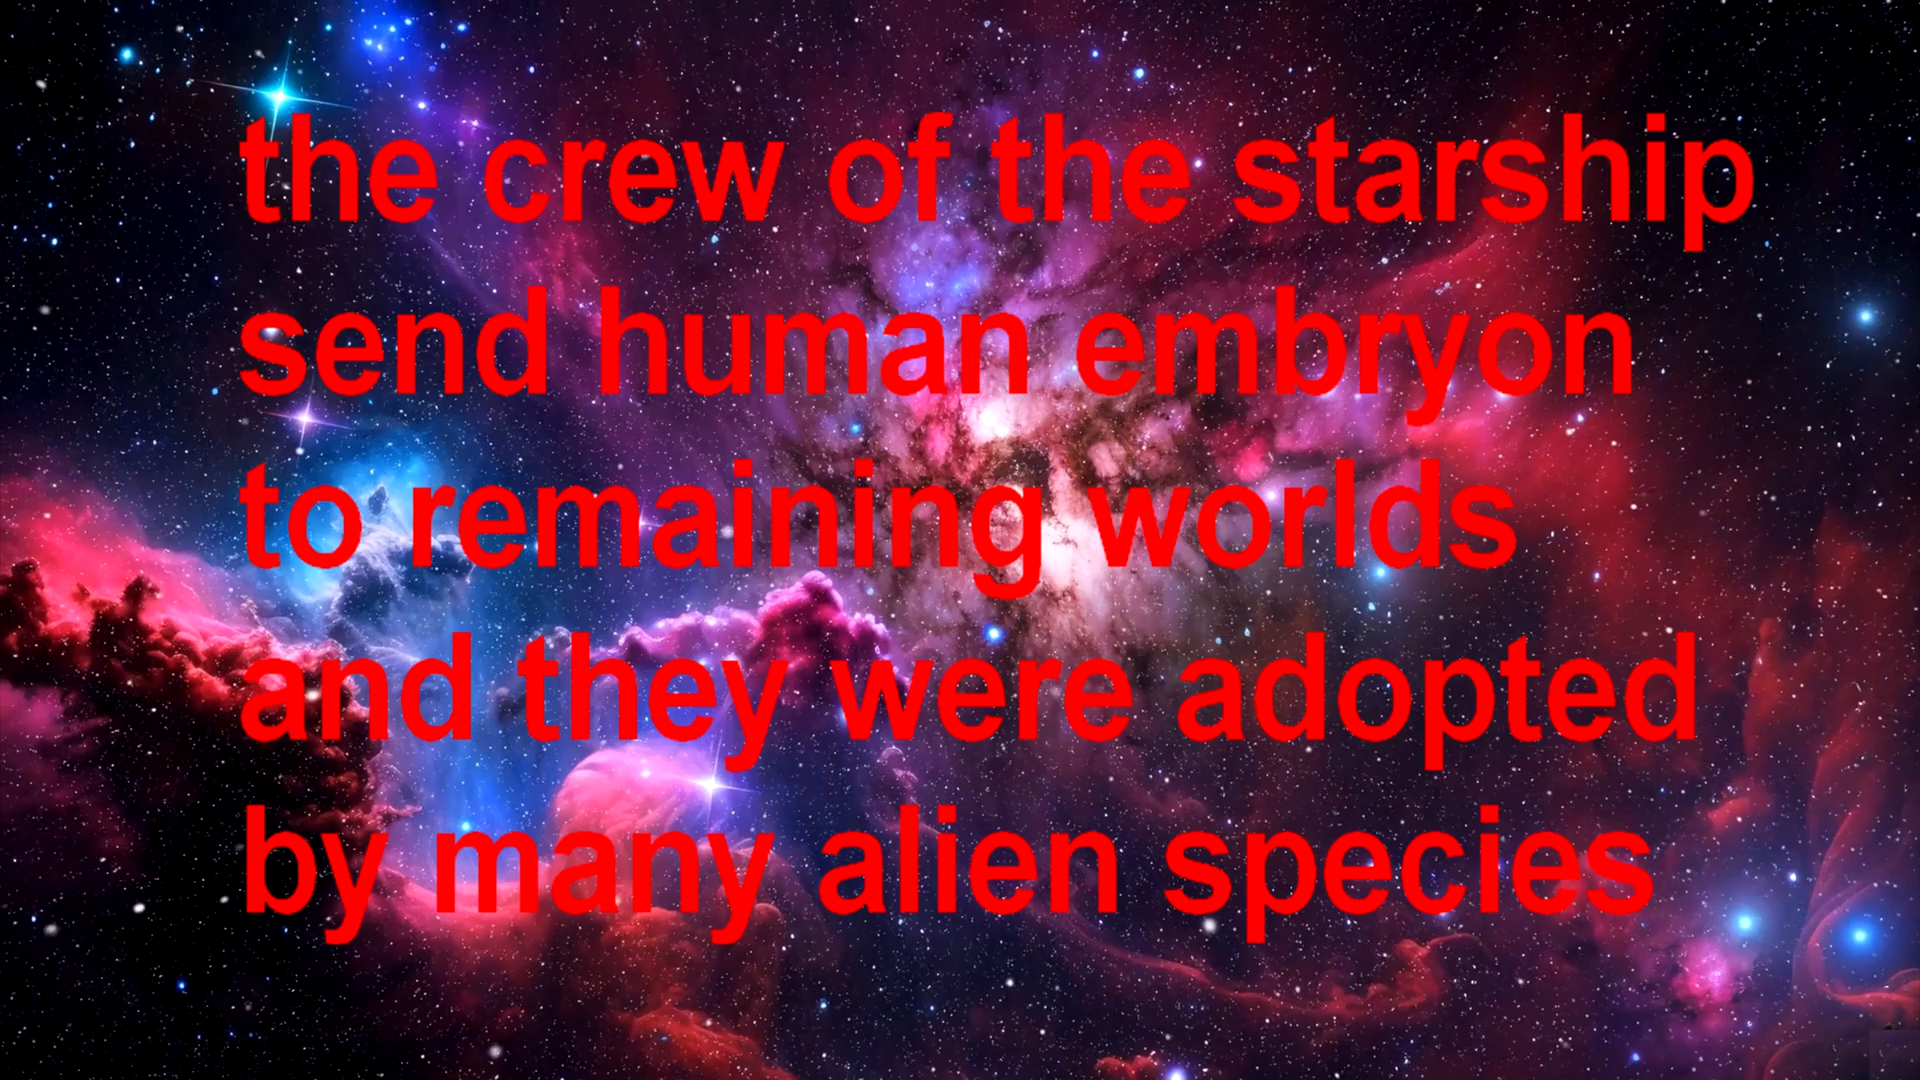 the crew of the starship
send human embryon
to remaining worlds
and they were adopted
by many alien species